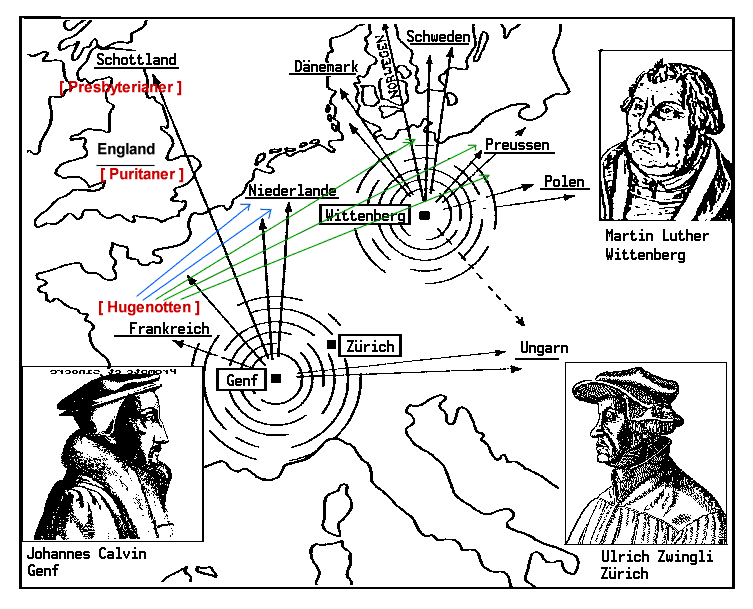 Schottland
[ Presbyterianer ]
England
[ Puritaner ]
Dänemark
NORWEGEN
Schweden
Preussen
Polen
Niederlande
Wittenberg
Martin Luther
Wittenberg
[ Hugenotten ]
Frankreich
Zürich
Genf
Ungarn
Johannes Calvin
Genf
Ulrich Zwingli
Zürich